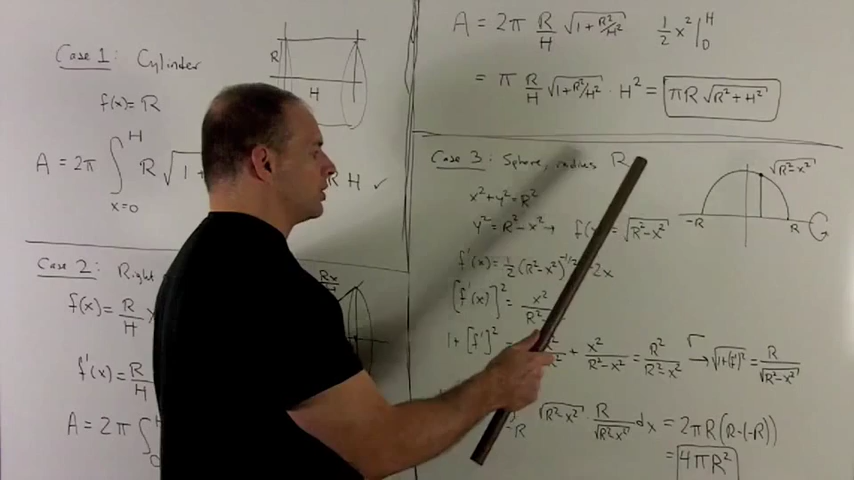 Case 1: Cylinder
f(x) = R
A = 2π ∫ x=0 H R √1+
R H ✓
R
H
Case 2: Right
f(x) = R/H x
f'(x) = R/H
A = 2π ∫
Rx/H
A = 2π R/H √1+R²/H² 1/2 x² |₀ᴴ
= π R/H √1+R²/H² · H² = πR √R²+H²
Case 3: Sphere, radius R
x²+y²=R²
y²=R²-x² → f(x) = √R²-x²
f'(x) = 1/2 (R²-x²)^-1/2 · -2x
[f'(x)]² = x²/R²-
1+[f']² = + x²/R²-x² = R²/R²-x² → √1+(f')² = R/√R²-x²
-R √R²-x² · R/√R²-x² dx = 2πR(R-(-R))
= 4πR²
√R²-x²
-R
R